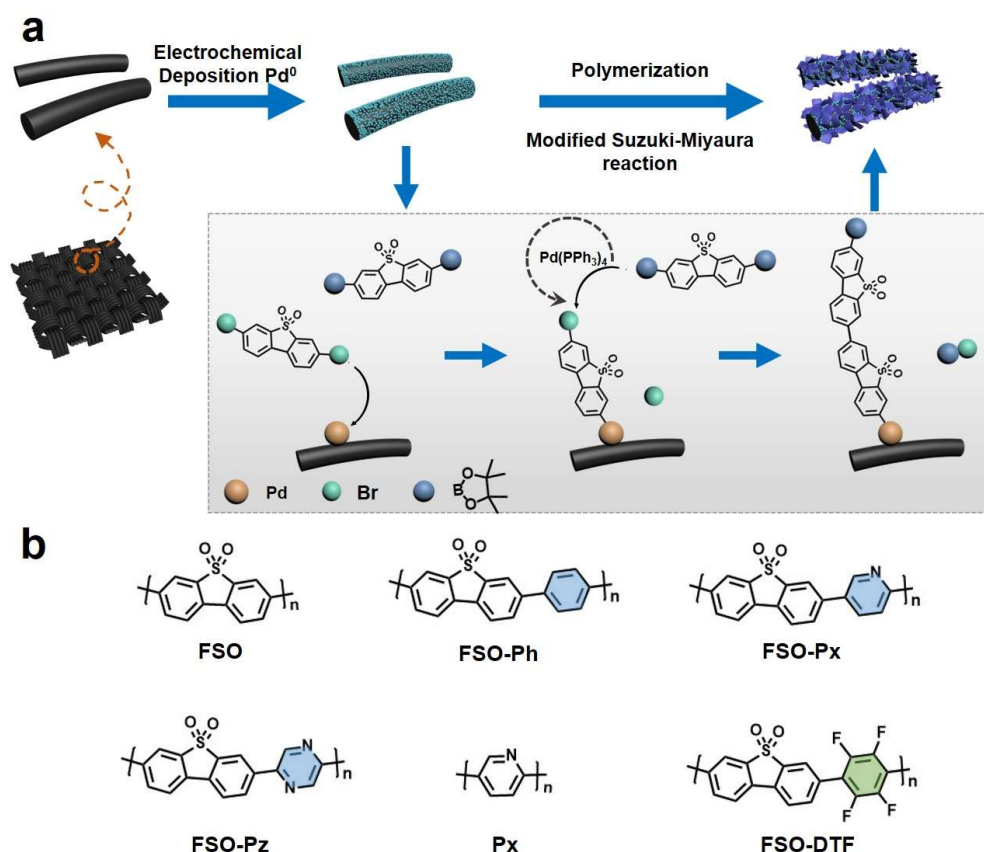 a
Electrochemical
Deposition Pd⁰
Polymerization
Modified Suzuki-Miyaura
reaction
O O
S
O O
S
Pd(PPh₃)₄
O O
S
S
O
O
S
O
O
S
O
O
Pd
Br
B
O
O
b
O O
S
n
FSO
O O
S
n
FSO-Ph
O O
S
N
n
FSO-Px
O O
S
N
N
n
FSO-Pz
N
n
Px
O O
S
F
F
F
F
n
FSO-DTF